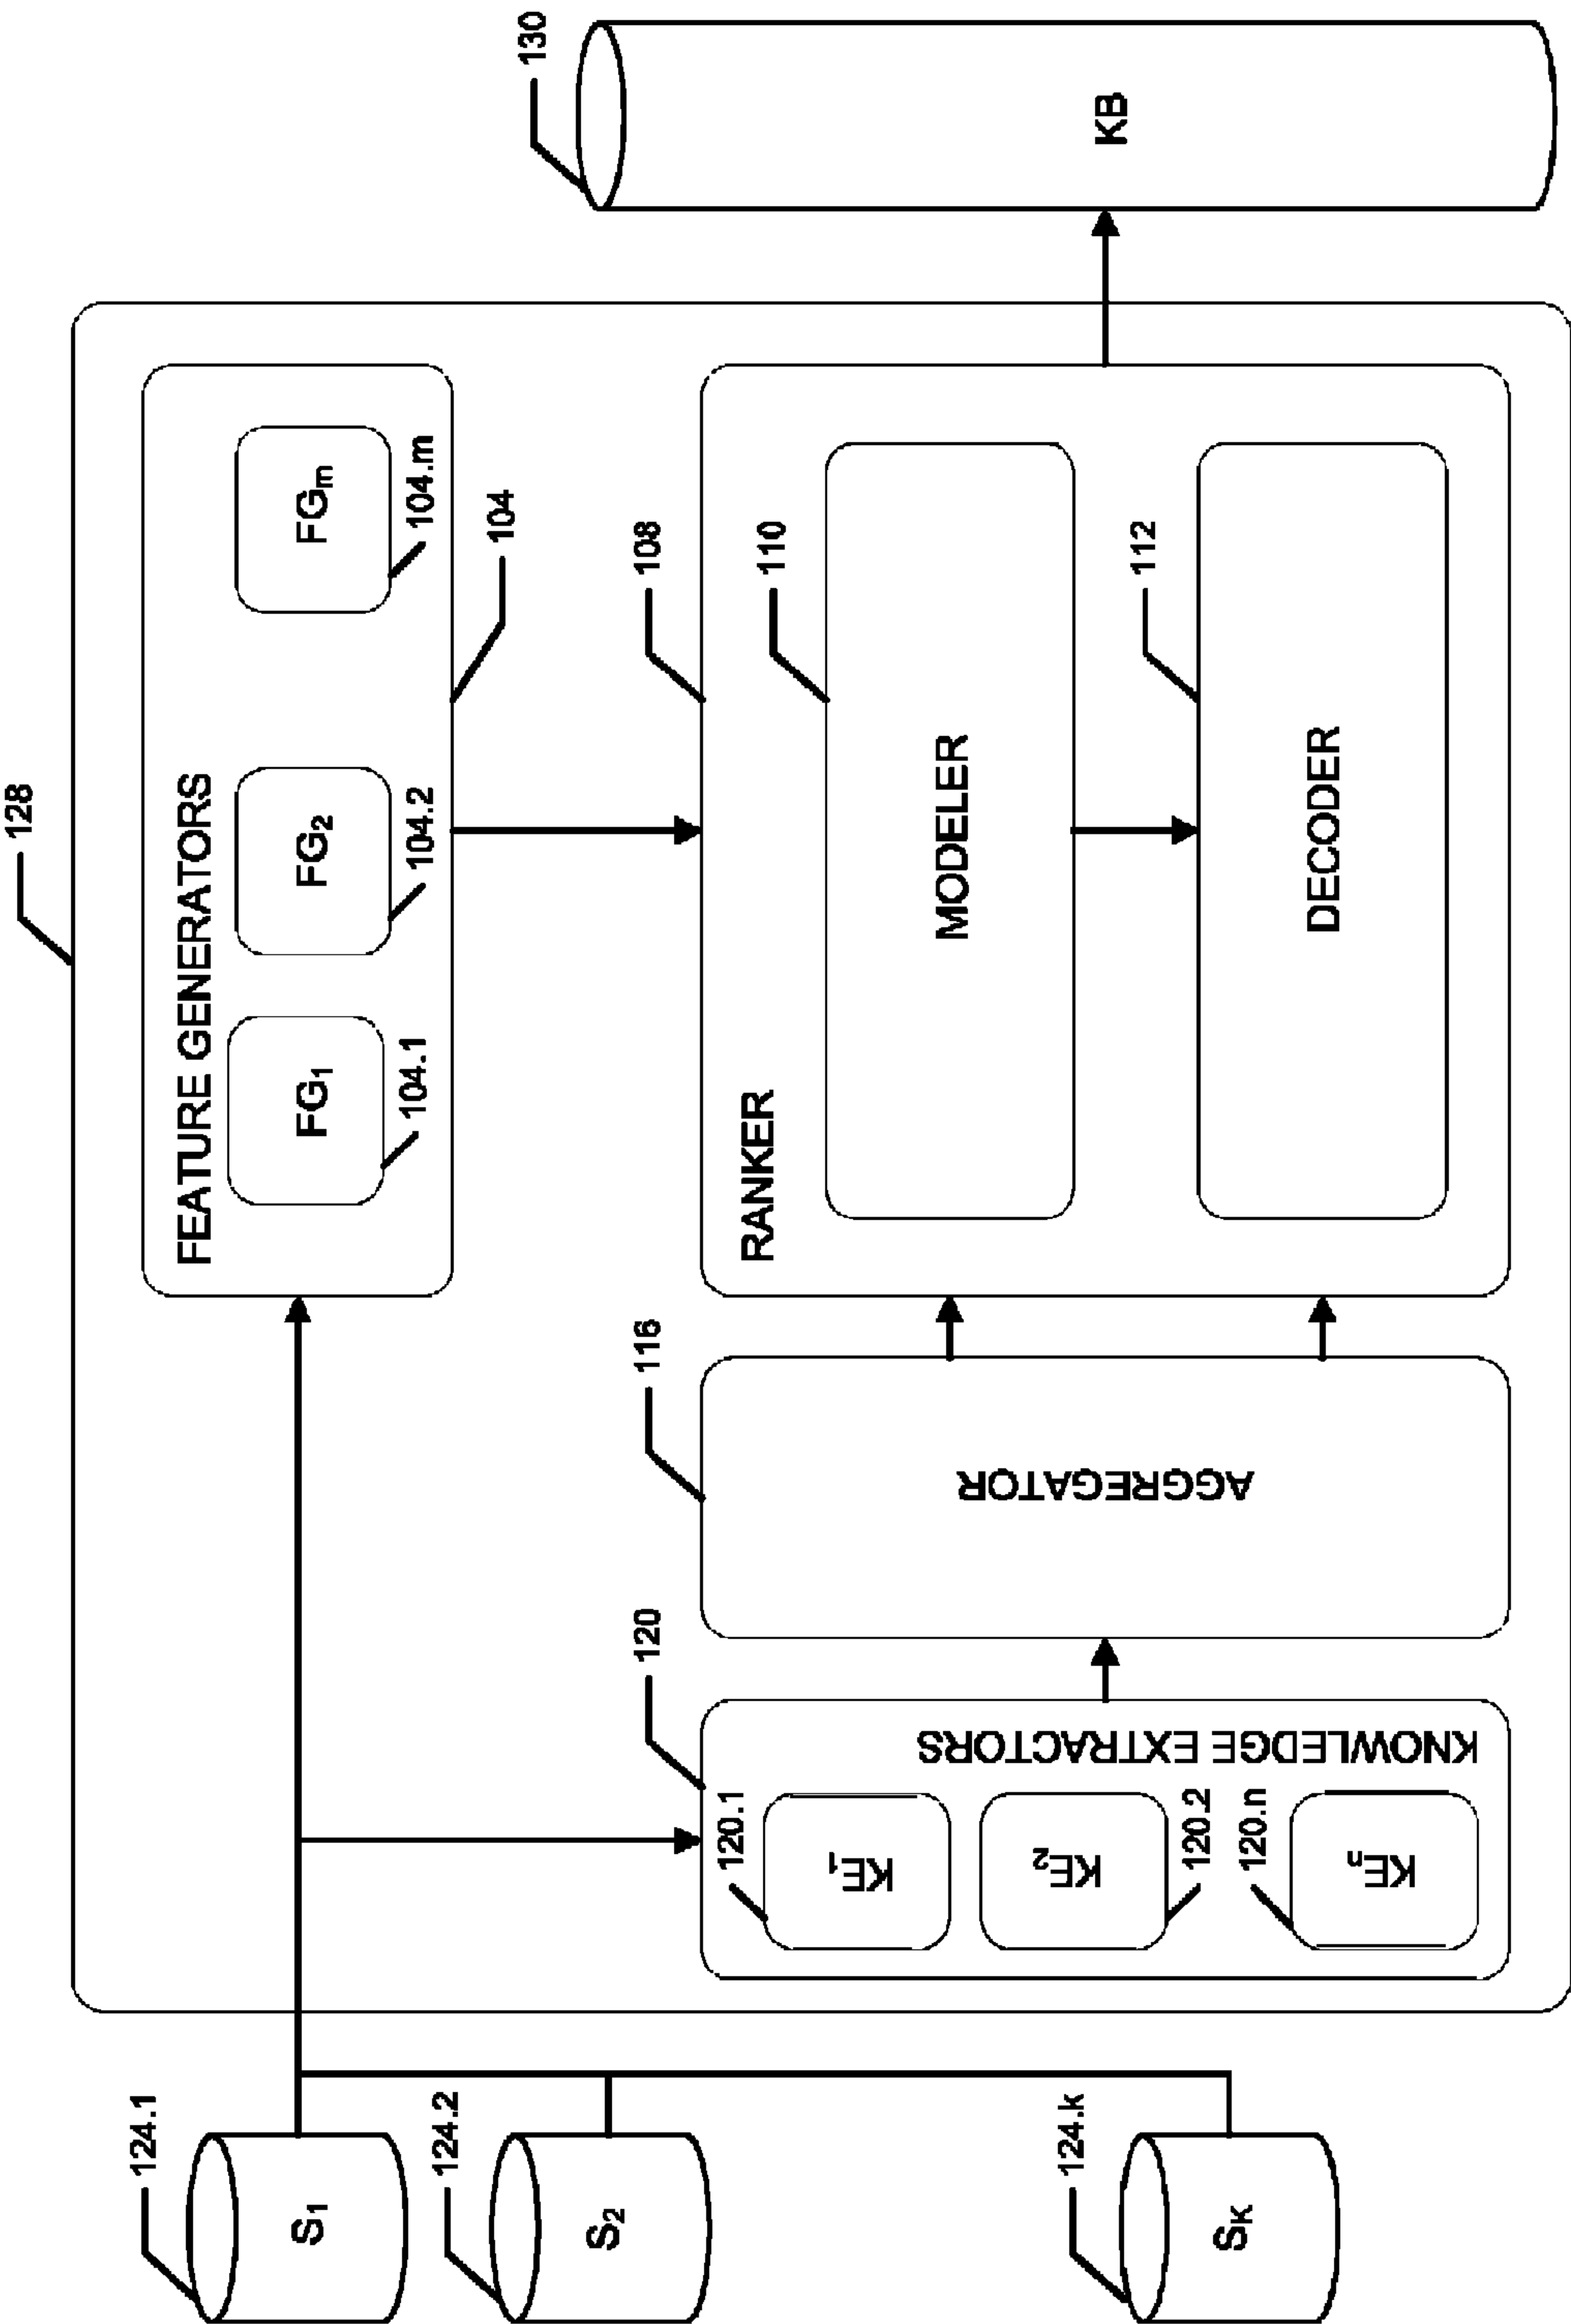 128
130
124.1
S1
124.2
S2
124.k
SK
FEATURE GENERATORS
FG1
104.1
FG2
104.2
FGm
104.m
104
120
KNOWLEDGE EXTRACTORS
120.1
KE1
KE2
120.2
120.n
KEn
116
AGGREGATOR
108
RANKER
110
MODELER
112
DECODER
KB